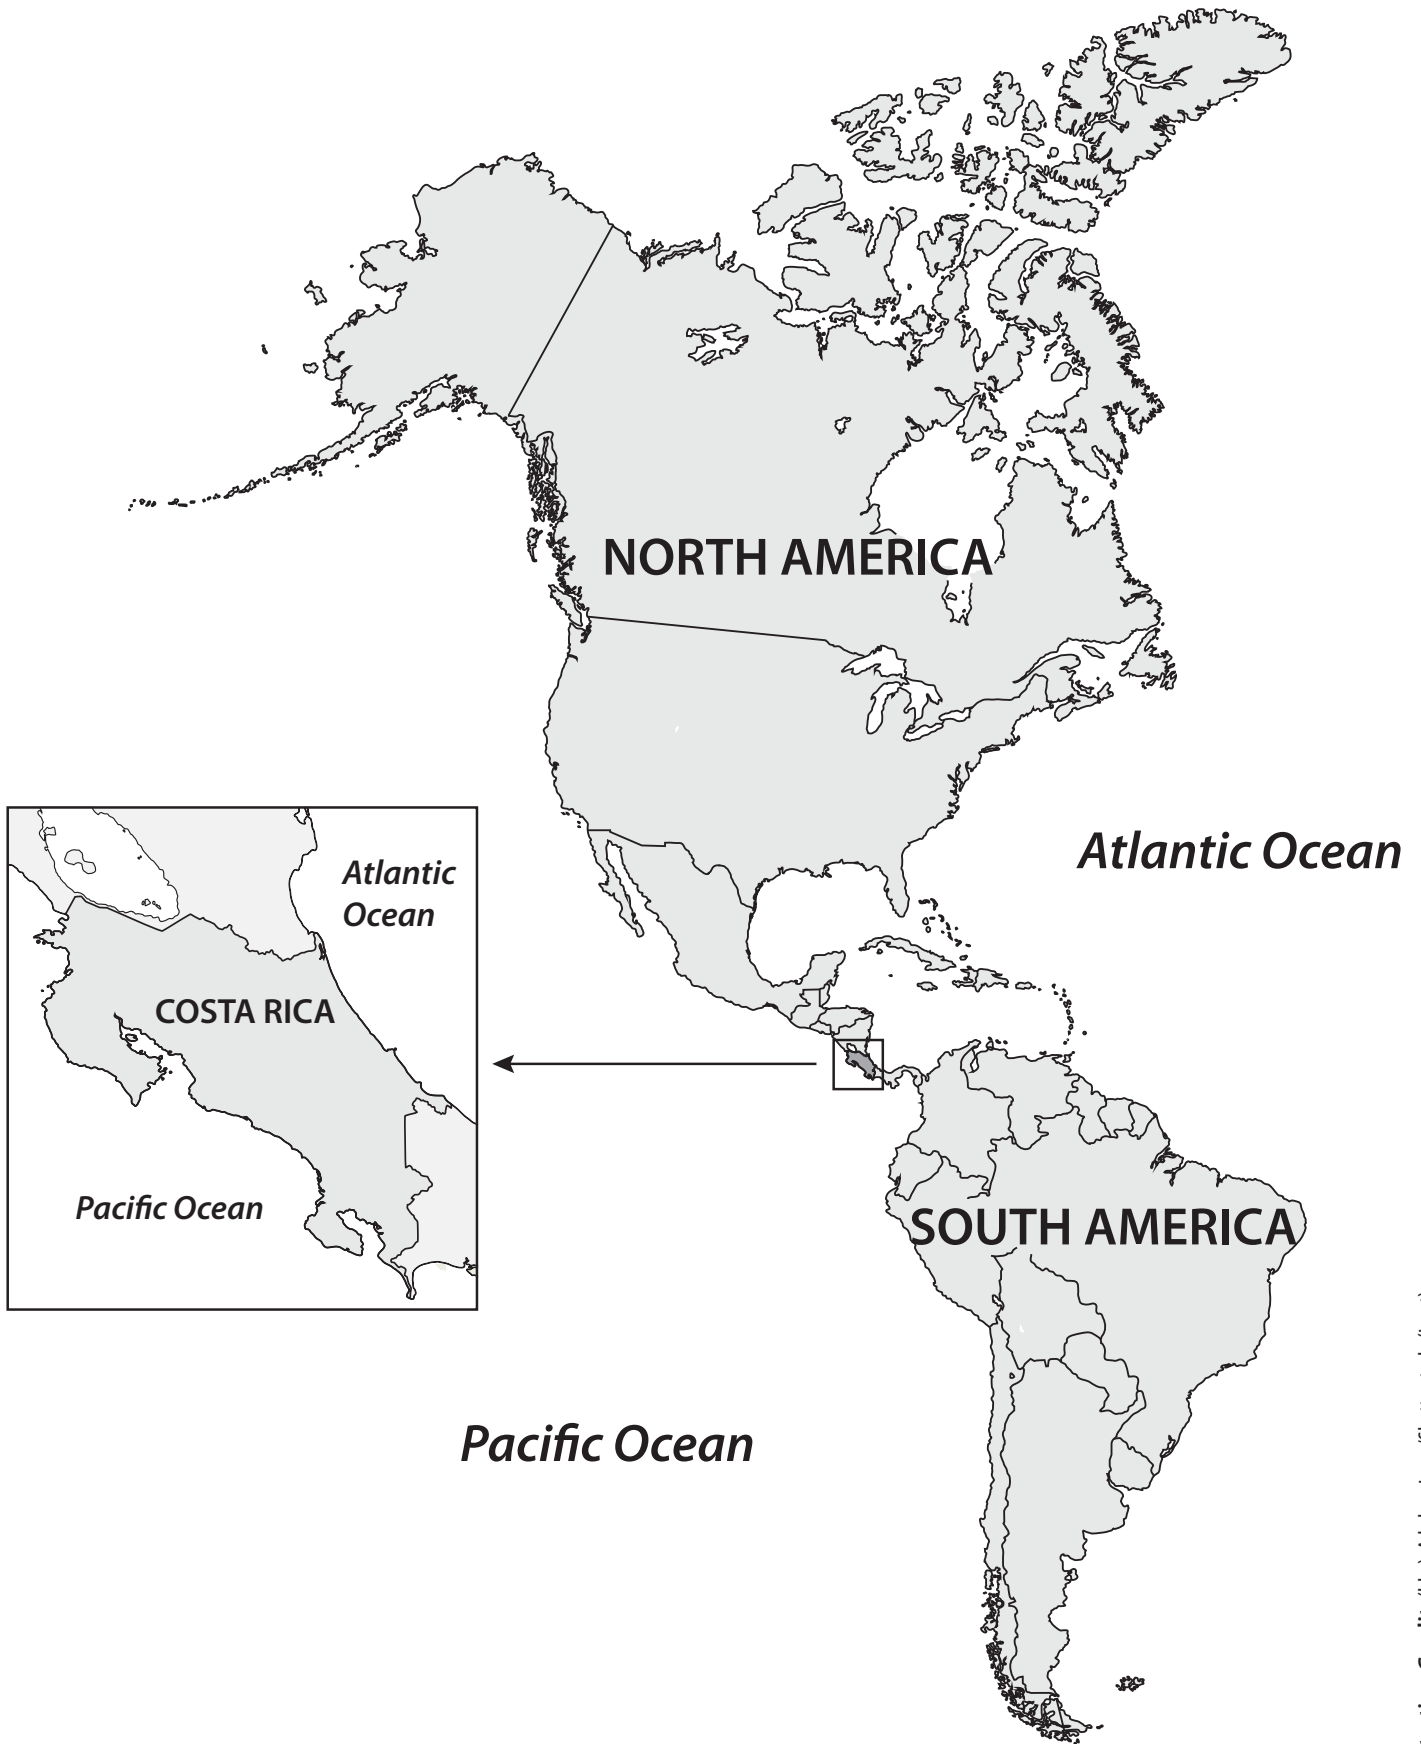 NORTH AMERICA
Atlantic Ocean
Atlantic
Ocean
COSTA RICA
Pacific Ocean
SOUTH AMERICA
Pacific Ocean